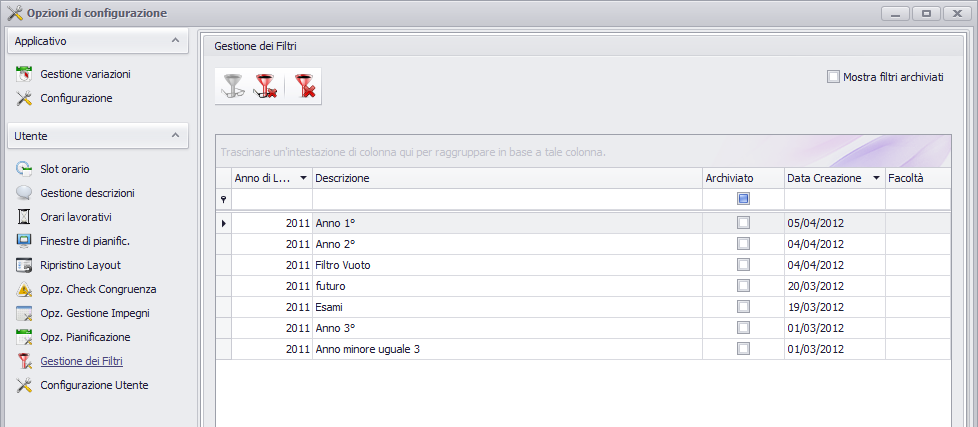 Opzioni di configurazione
Applicativo
Gestione variazioni
Configurazione
Utente
Slot orario
Gestione descrizioni
Orari lavorativi
Finestre di pianific.
Ripristino Layout
Opz. Check Congruenza
Opz. Gestione Impegni
Opz. Pianificazione
Gestione dei Filtri
Configurazione Utente
Gestione dei Filtri
Mostra filtri archiviati
Trascinare un'intestazione di colonna qui per raggruppare in base a tale colonna.
Anno di L... Descrizione Archiviato Data Creazione Facoltà
2011 Anno 1° 05/04/2012
2011 Anno 2° 04/04/2012
2011 Filtro Vuoto 04/04/2012
2011 futuro 20/03/2012
2011 Esami 19/03/2012
2011 Anno 3° 01/03/2012
2011 Anno minore uguale 3 01/03/2012